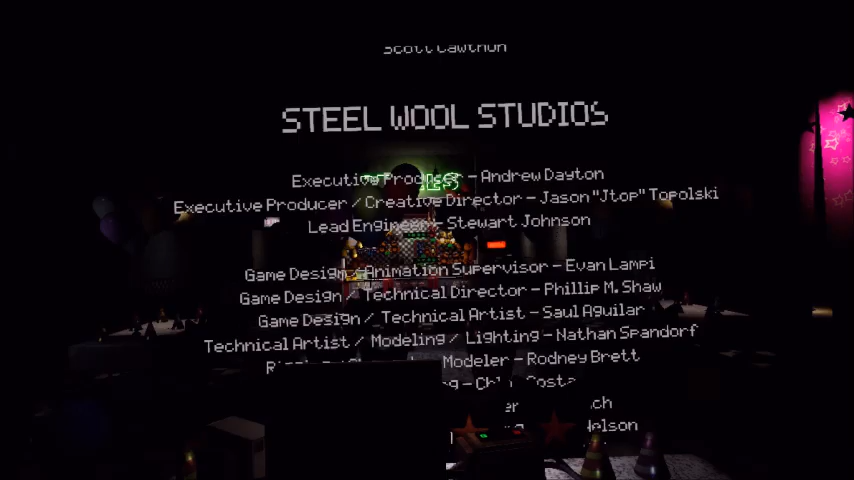 Scott Cawthon
STEEL WOOL STUDIOS
Executive Producer – Andrew Dayton
Executive Producer / Creative Director – Jason "Jtop" Topolski
Lead Engineer – Stewart Johnson
Game Design / Animation Supervisor – Evan Lampi
Game Design / Technical Director – Phillip M. Shaw
Game Design / Technical Artist – Saul Aguilar
Technical Artist / Modeling / Lighting – Nathan Spandorf
Modeler – Rodney Brett
Costa